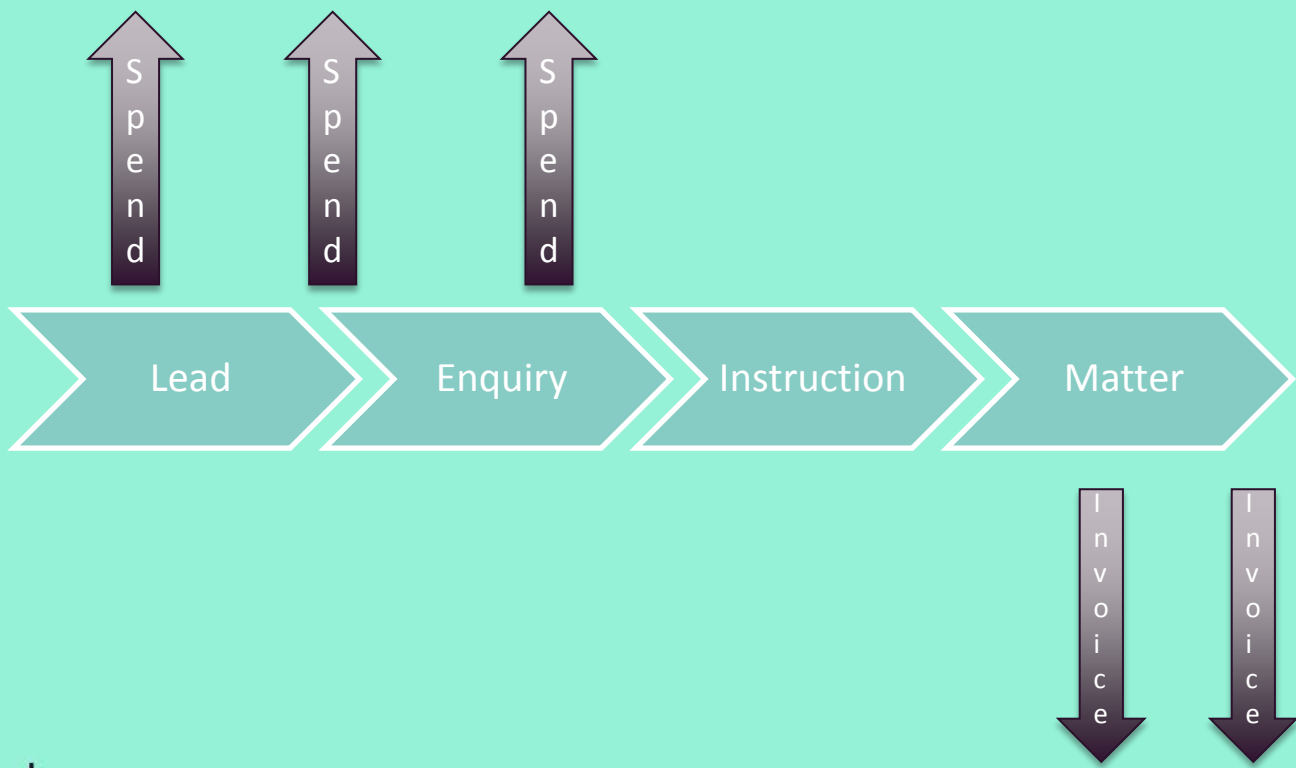 Spend
Spend
Spend
Lead
Enquiry
Instruction
Matter
Invoice
Invoice